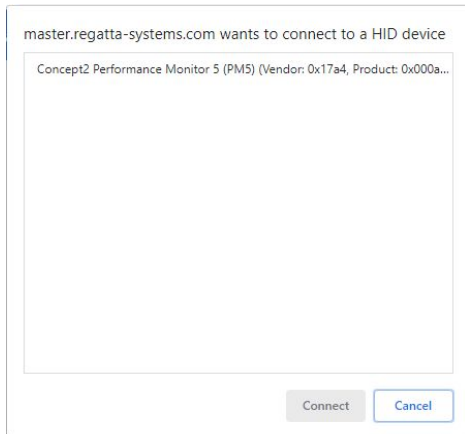 master.regatta-systems.com wants to connect to a HID device
Concept2 Performance Monitor 5 (PM5) (Vendor: 0x17a4, Product: 0x000a...
Connect
Cancel